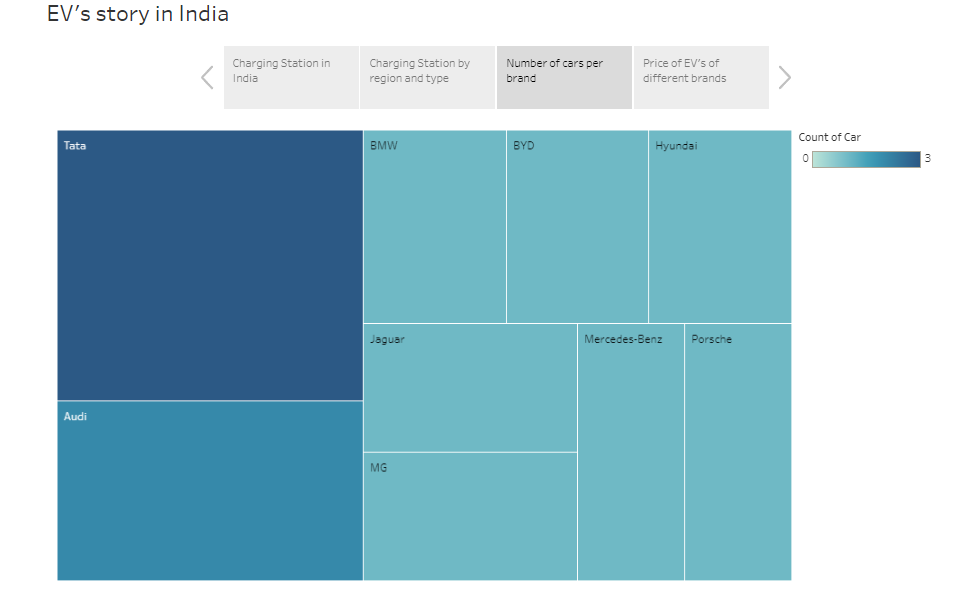 EV's story in India
Charging Station in
India
Charging Station by
region and type
Number of cars per
brand
Price of EV's of
different brands
Tata
BMW
BYD
Hyundai
Count of Car
0
3
Jaguar
Mercedes-Benz
Porsche
Audi
MG